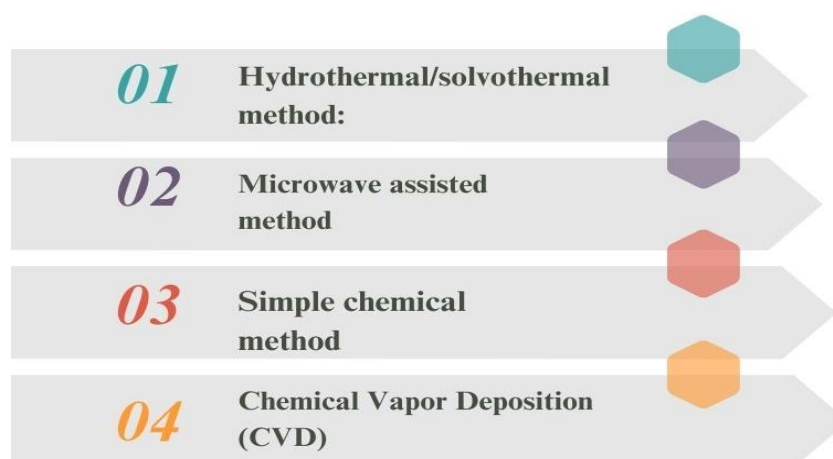 01
Hydrothermal/solvothermal
method:
02
Microwave assisted
method
03
Simple chemical
method
04
Chemical Vapor Deposition
(CVD)